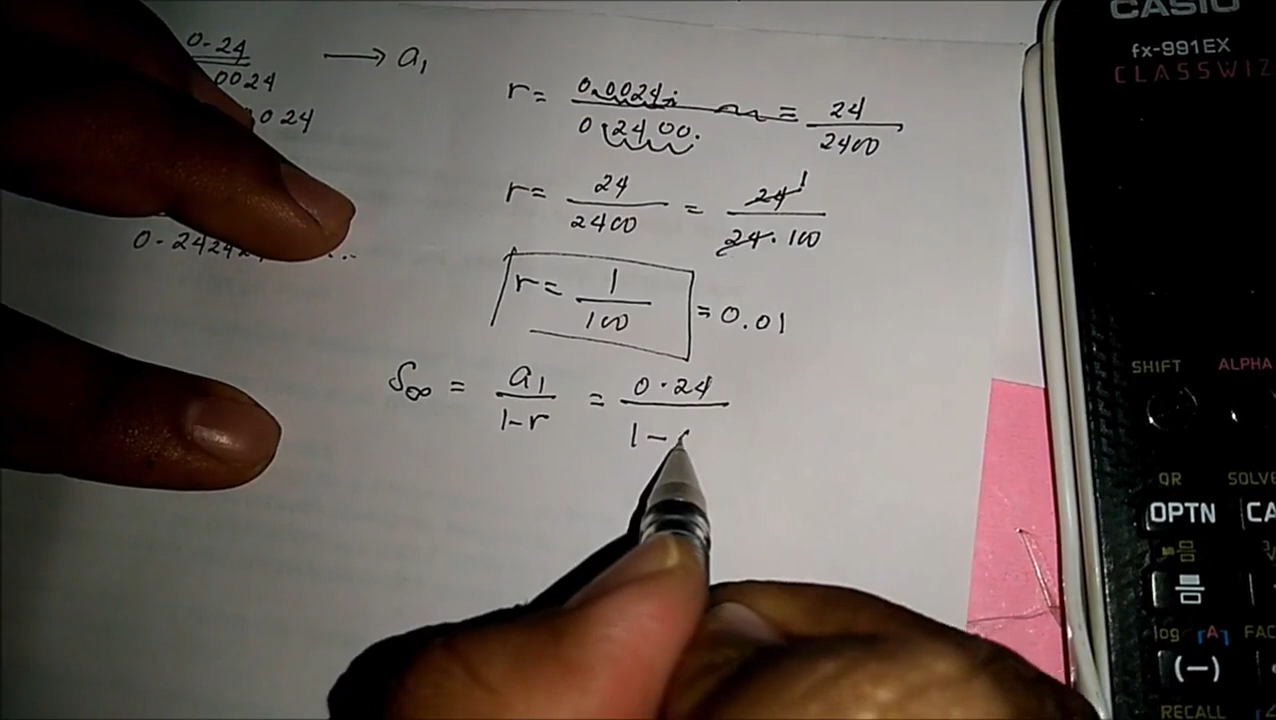 0.24 → a₁
0024
024
0.24242 ...
r = 0.0024 / 0.2400. = 24/2400
r = 24/2400 = 24 1 / 24·100
r = 1/100 = 0.01
S∞ = a₁/1-r = 0.24/1-
CASIO
fx-991EX
CLASSWIZ
SHIFT ALPHA
QR SOLVE
OPTN CA
log [A] FAC
(−)
RECALL